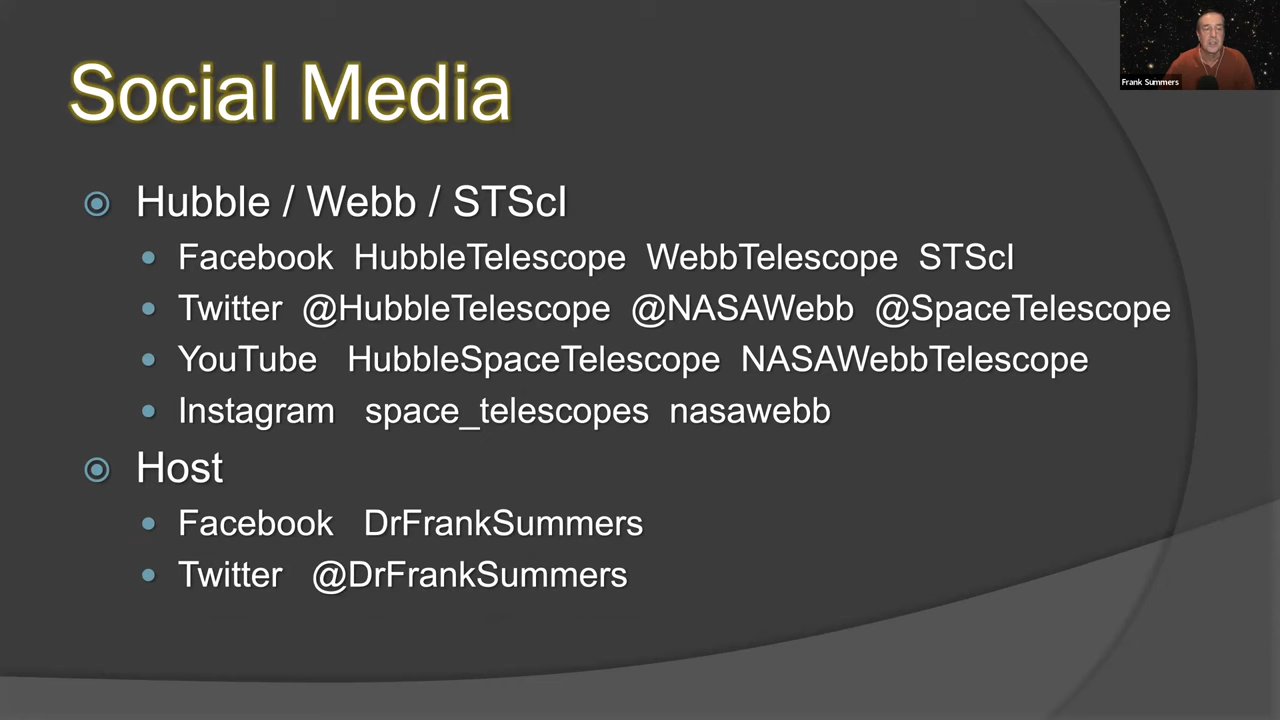 Social Media
Frank Summers
Hubble / Webb / STScI
Facebook HubbleTelescope WebbTelescope STScI
Twitter @HubbleTelescope @NASAWebb @SpaceTelescope
YouTube HubbleSpaceTelescope NASAWebbTelescope
Instagram space_telescopes nasawebb
Host
Facebook DrFrankSummers
Twitter @DrFrankSummers